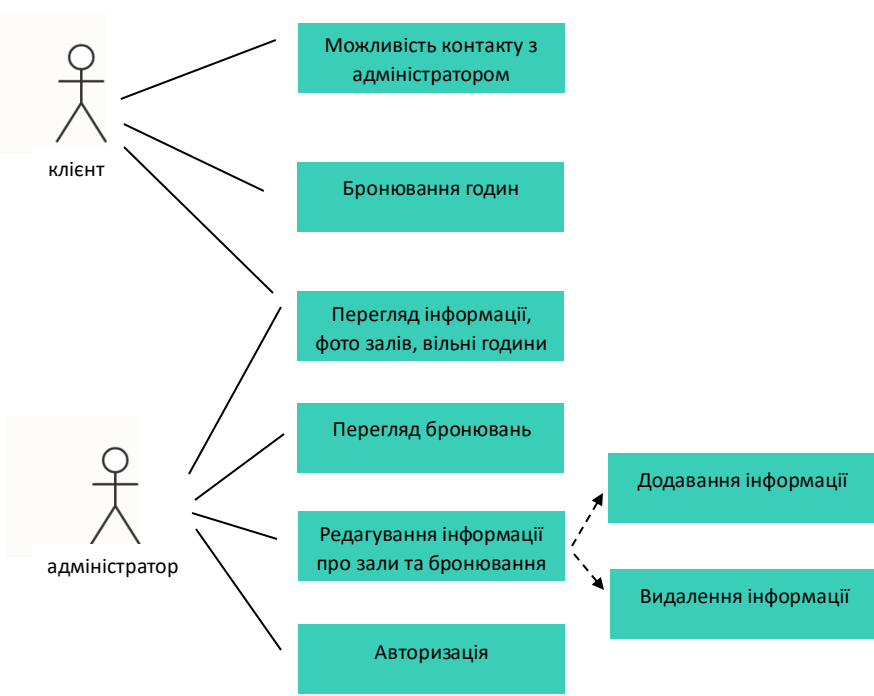 Можливість контакту з
адміністратором
клієнт
Бронювання годин
Перегляд інформації,
фото залів, вільні години
Перегляд бронювань
Додавання інформації
адміністратор
Редагування інформації
про зали та бронювання
Видалення інформації
Авторизація